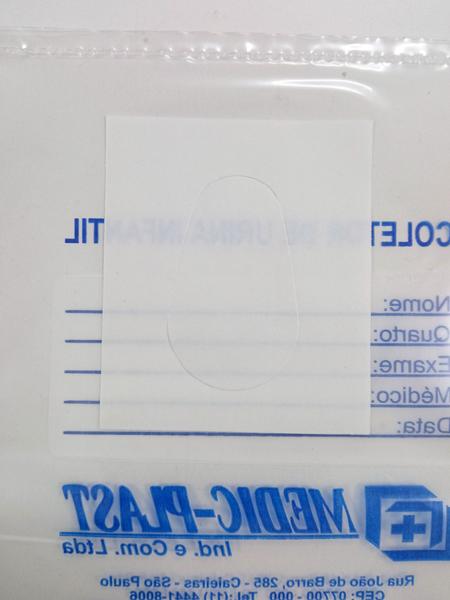 COLETOR DE URINA INFANTIL
Nome:
Quarto:
Exame:
Médico:
Data:
MEDIC-PLAST
Ind. e Com. Ltda
Rua João de Barro, 285 - Caieiras - São Paulo
CEP: 07700 - 000 - Tel.: (11) 4441-8006